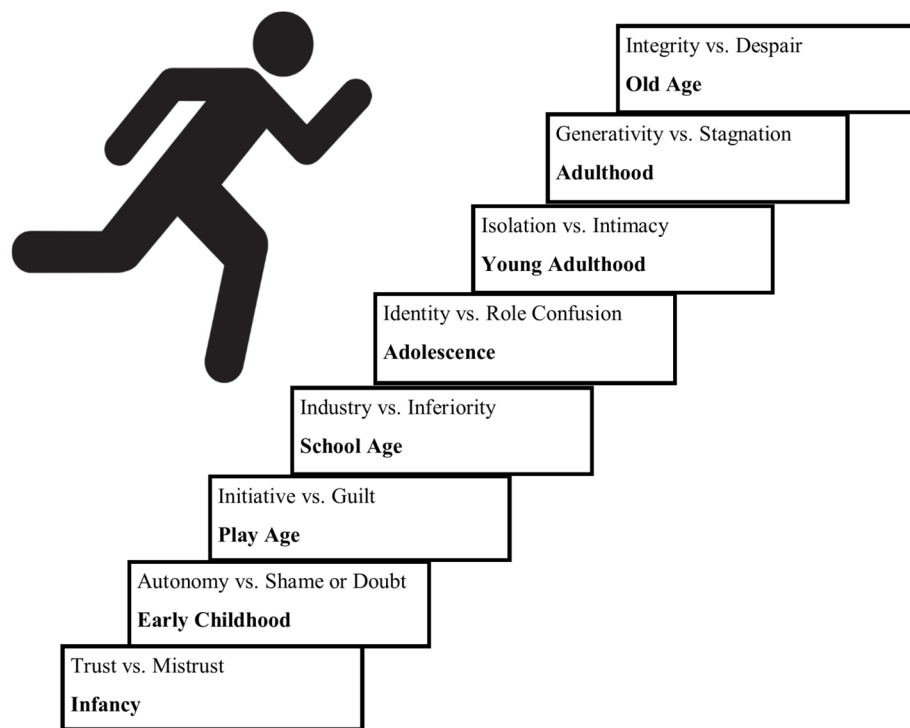 Integrity vs. Despair
Old Age
Generativity vs. Stagnation
Adulthood
Isolation vs. Intimacy
Young Adulthood
Identity vs. Role Confusion
Adolescence
Industry vs. Inferiority
School Age
Initiative vs. Guilt
Play Age
Autonomy vs. Shame or Doubt
Early Childhood
Trust vs. Mistrust
Infancy